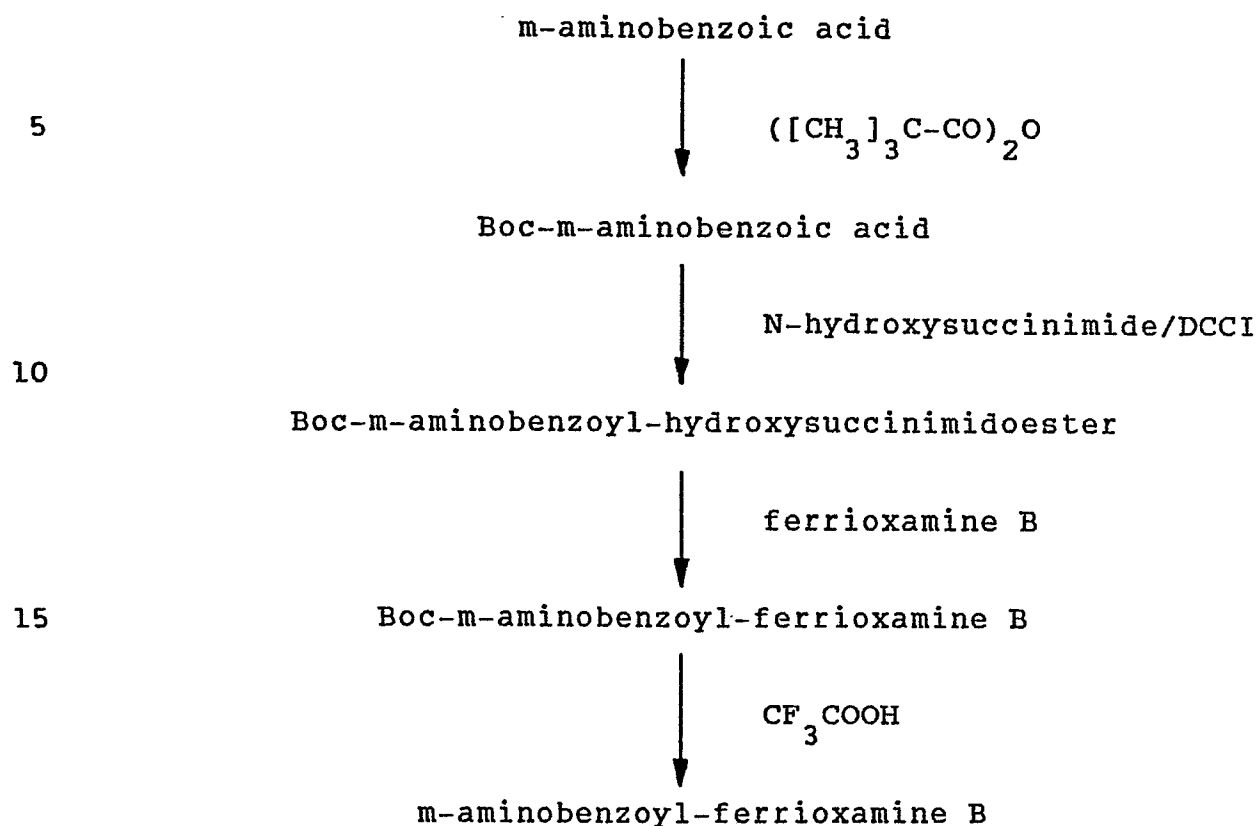 m-aminobenzoic acid
5
([CH3]3C-CO)2O
Boc-m-aminobenzoic acid
N-hydroxysuccinimide/DCCI
10
Boc-m-aminobenzoyl-hydroxysuccinimidoester
ferrioxamine B
15
Boc-m-aminobenzoyl-ferrioxamine B
CF3COOH
m-aminobenzoyl-ferrioxamine B